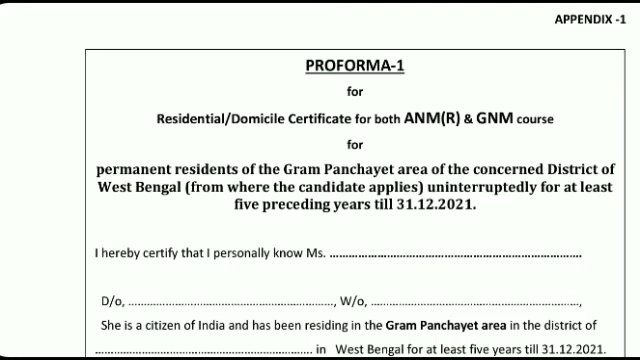 APPENDIX -1
PROFORMA-1
for
Residential/Domicile Certificate for both ANM(R) & GNM course
for
permanent residents of the Gram Panchayet area of the concerned District of
West Bengal (from where the candidate applies) uninterruptedly for at least
five preceding years till 31.12.2021.
I hereby certify that I personally know Ms. ................................................................................
D/o, .............................................................., W/o, ..............................................................,
She is a citizen of India and has been residing in the Gram Panchayet area in the district of
.................................................................. in West Bengal for at least five years till 31.12.2021.